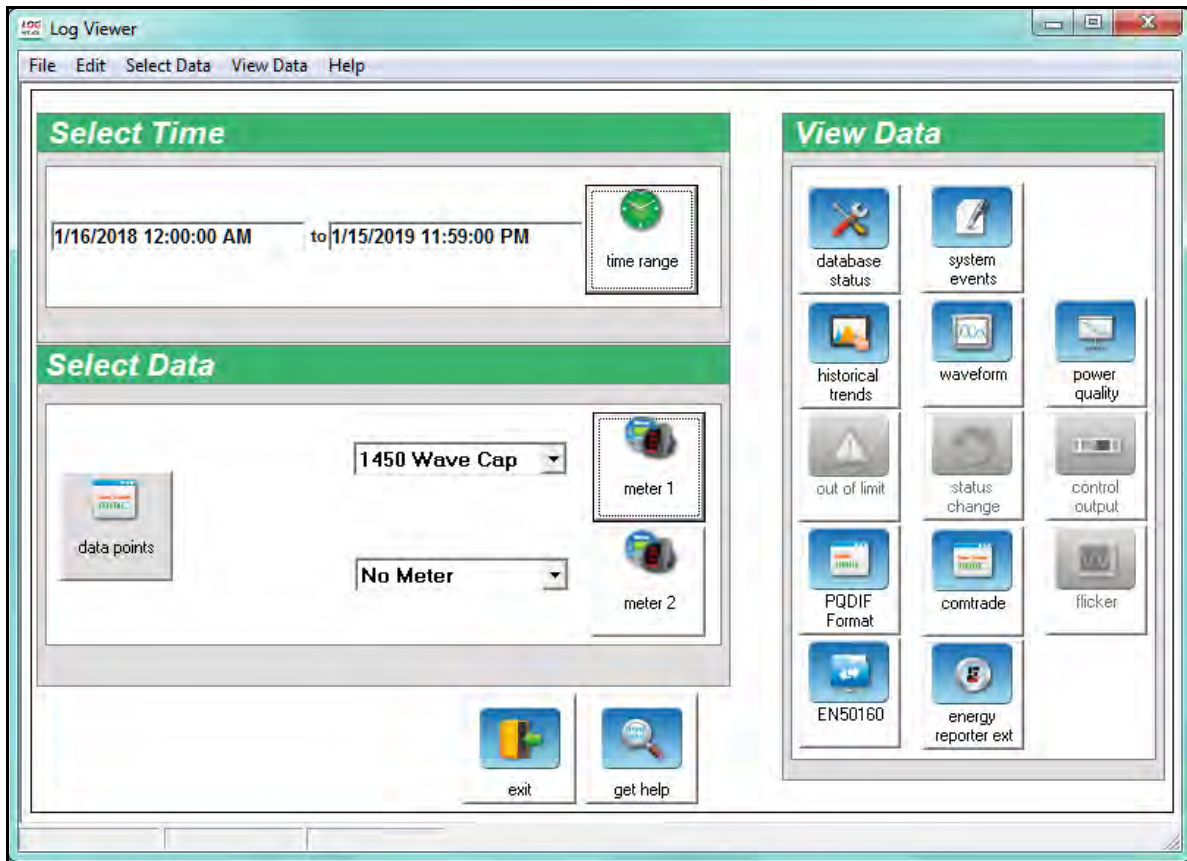 Log Viewer
File Edit Select Data View Data Help
Select Time
1/16/2018 12:00:00 AM to 1/15/2019 11:59:00 PM
time range
Select Data
data points
1450 Wave Cap
meter 1
No Meter
meter 2
exit
get help
View Data
database
status
system
events
historical
trends
waveform
power
quality
out of limit
status
change
control
output
PQDIF
Format
comtrade
flicker
EN50160
energy
reporter ext